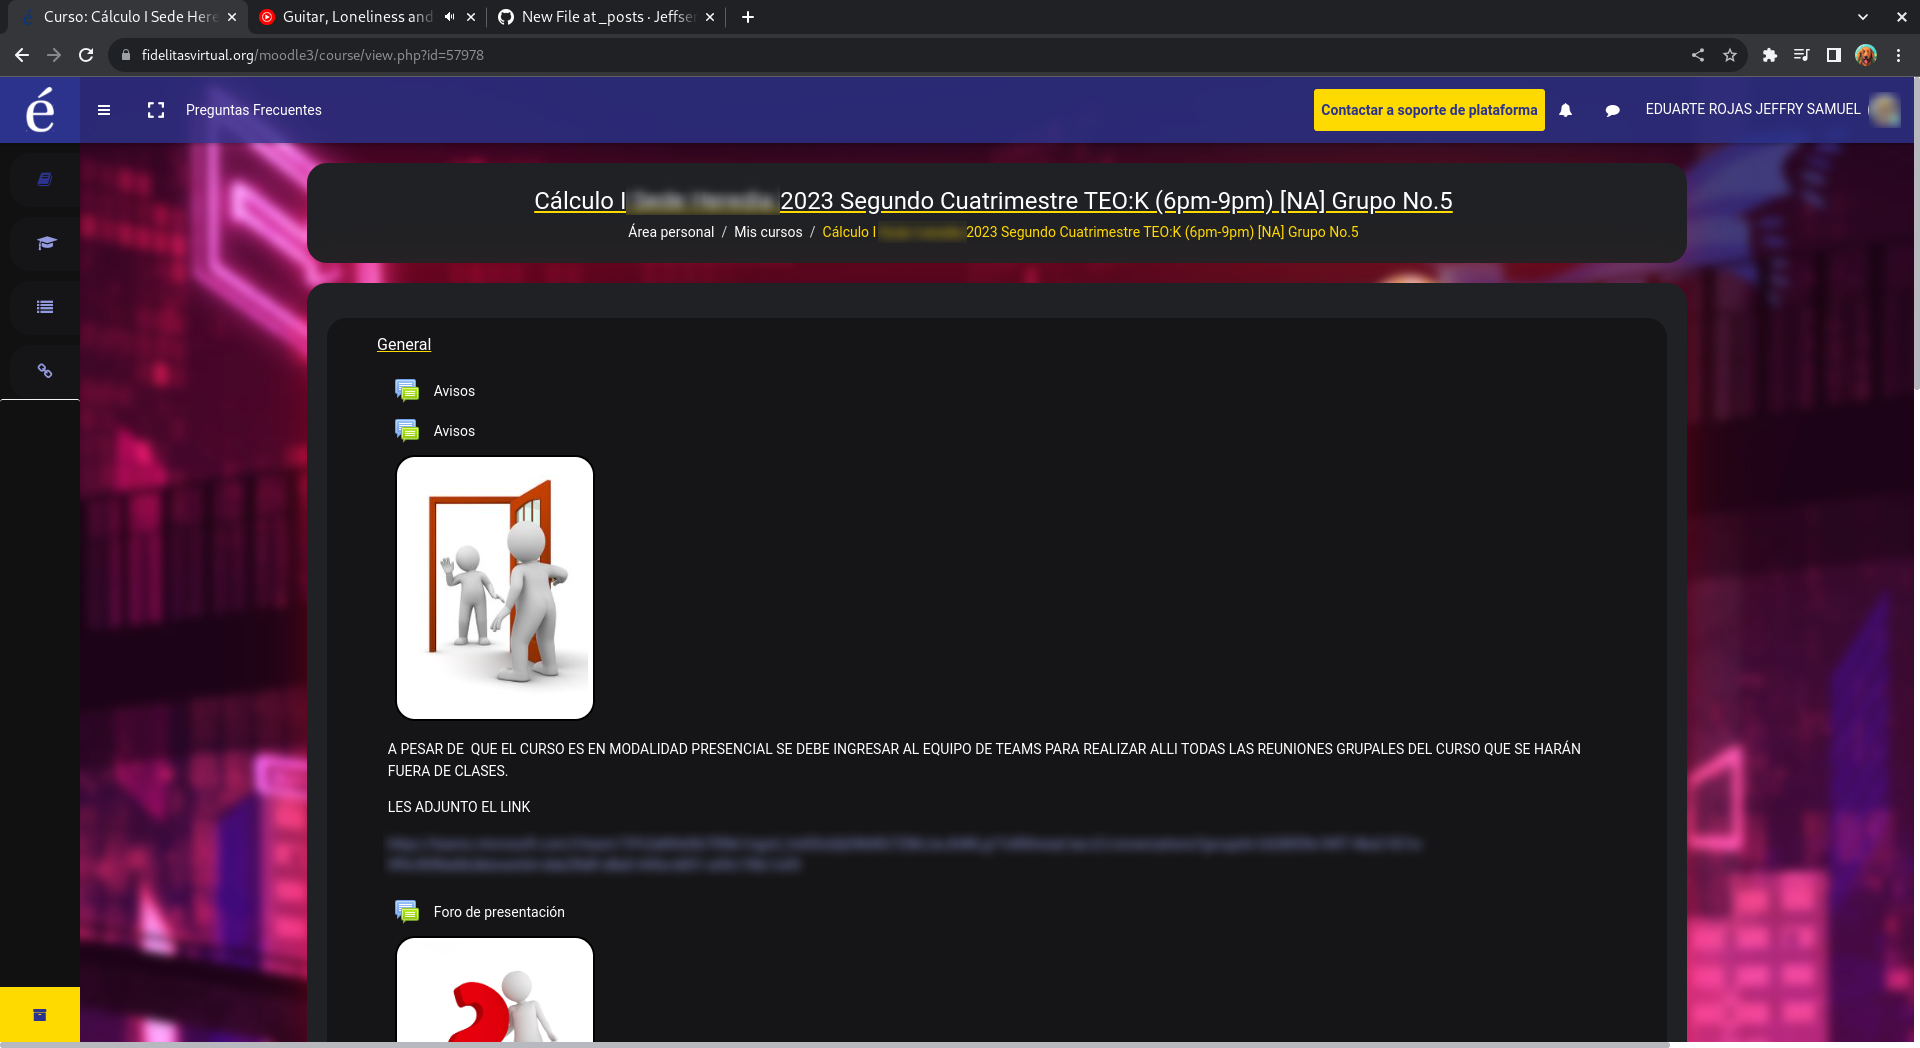 Curso: Cálculo I Sede Here
Guitar, Loneliness and
New File at _posts · Jeffser
fidelitasvirtual.org/moodle3/course/view.php?id=57978
é
Preguntas Frecuentes
Contactar a soporte de plataforma
EDUARTE ROJAS JEFFRY SAMUEL
Cálculo I 2023 Segundo Cuatrimestre TEO:K (6pm-9pm) [NA] Grupo No.5
Área personal / Mis cursos / Cálculo I 2023 Segundo Cuatrimestre TEO:K (6pm-9pm) [NA] Grupo No.5
General
Avisos
Avisos
A PESAR DE QUE EL CURSO ES EN MODALIDAD PRESENCIAL SE DEBE INGRESAR AL EQUIPO DE TEAMS PARA REALIZAR ALLI TODAS LAS REUNIONES GRUPALES DEL CURSO QUE SE HARÁN
FUERA DE CLASES.
LES ADJUNTO EL LINK
Foro de presentación